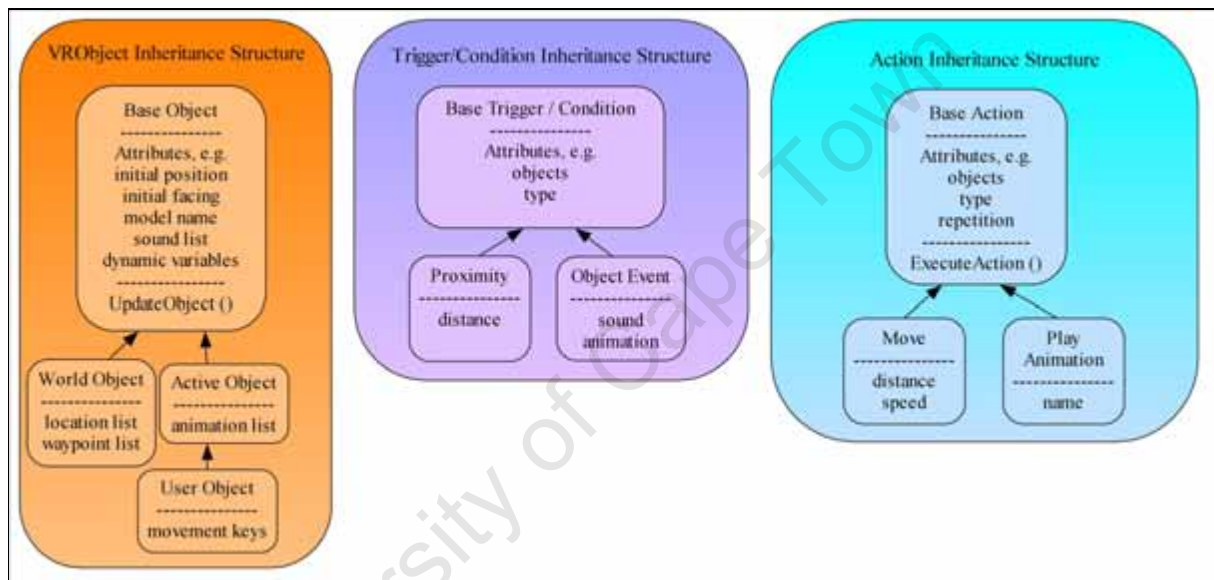 VRObject Inheritance Structure
Base Object
---------------
Attributes, e.g.
initial position
initial facing
model name
sound list
dynamic variables
---------------
UpdateObject ()
World Object
---------------
location list
waypoint list
Active Object
---------------
animation list
User Object
---------------
movement keys
Trigger/Condition Inheritance Structure
Base Trigger / Condition
---------------
Attributes, e.g.
objects
type
Proximity
---------------
distance
Object Event
---------------
sound
animation
Action Inheritance Structure
Base Action
---------------
Attributes, e.g.
objects
type
repetition
---------------
ExecuteAction ()
Move
---------------
distance
speed
Play
Animation
---------------
name
ersity of Cape Town